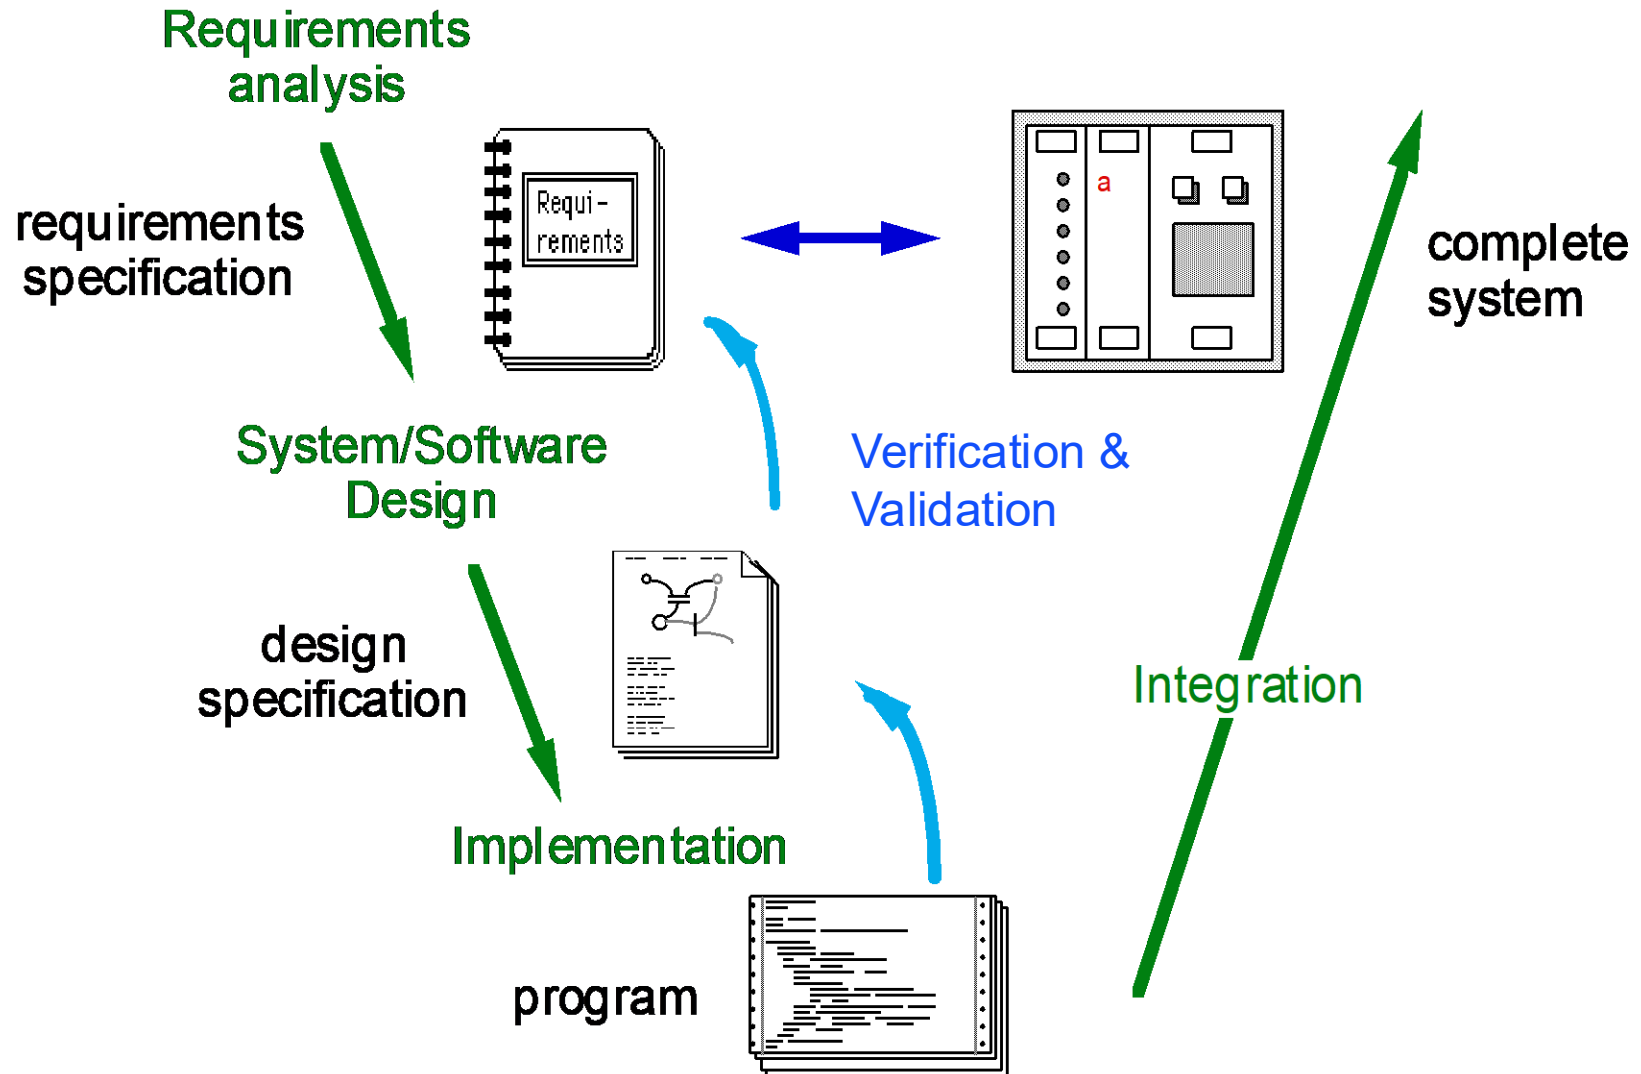 Requirements
analysis
requirements
specification
Requi-
rements
a
complete
system
System/Software
Design
Verification &
Validation
design
specification
Integration
Implementation
program